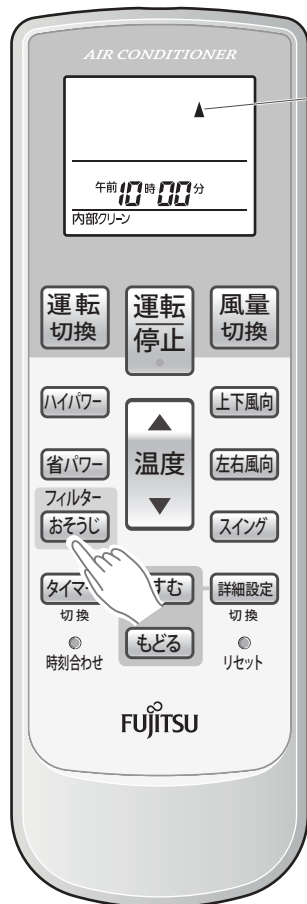 AIR CONDITIONER
午前10時00分
内部クリーン
運転切換
運転停止
風量切換
ハイパワー
温度
上下風向
省パワー
左右風向
フィルター
おそうじ
スイング
タイマー
すむ
詳細設定
切換
切換
もどる
時刻合わせ
リセット
FUJITSU